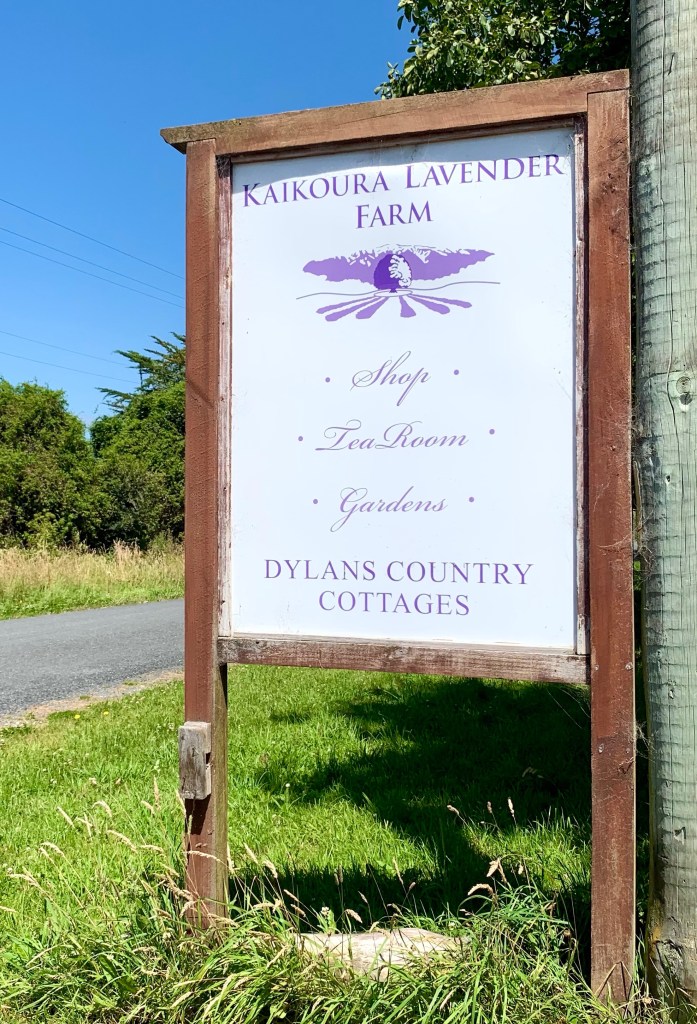 KAIKOURA LAVENDER
FARM
• Shop •
• TeaRoom •
• Gardens •
DYLANS COUNTRY
COTTAGES